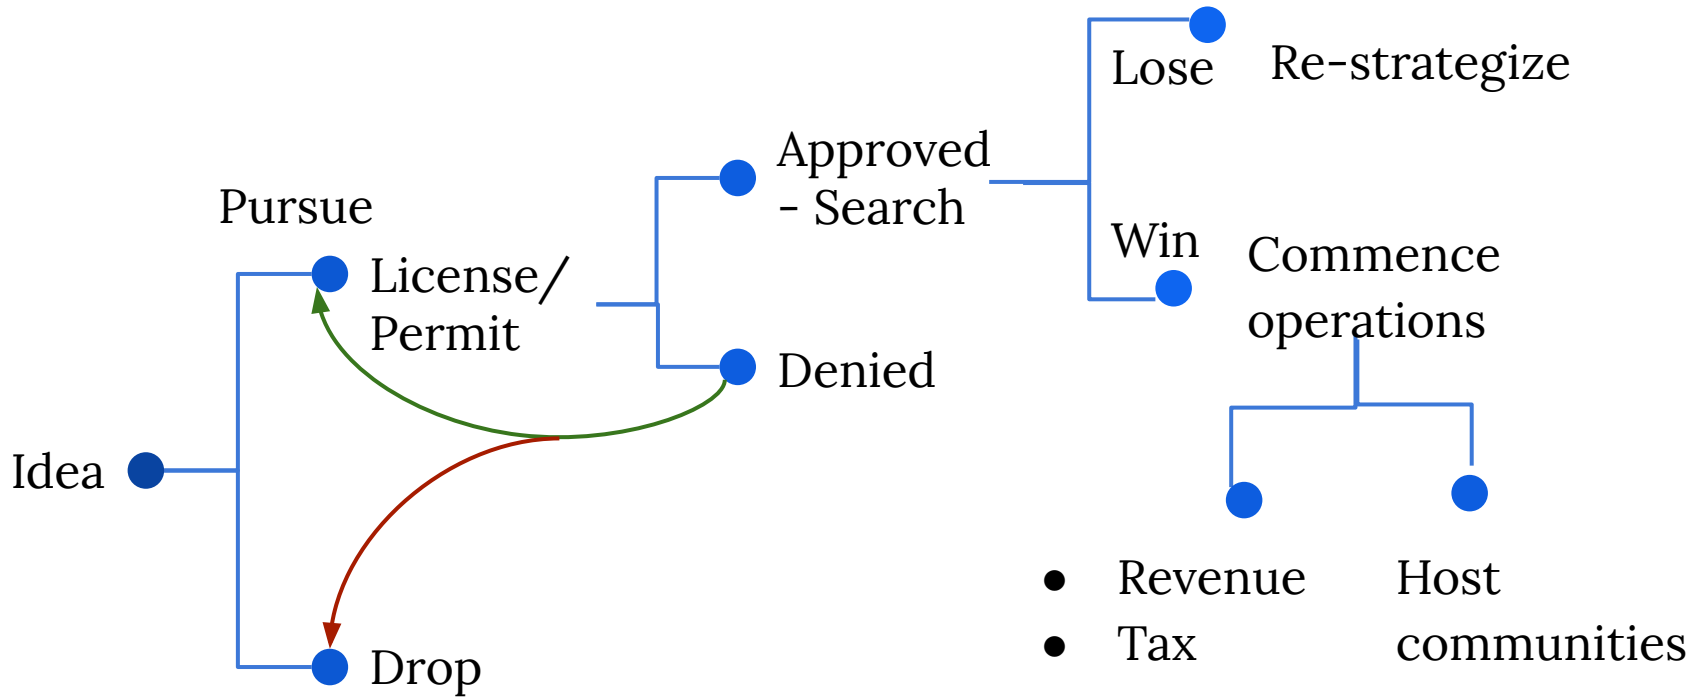 Idea
Pursue
License/
Permit
Drop
Approved
- Search
Denied
Lose
Re-strategize
Win
Commence
operations
● Revenue
● Tax
Host
communities